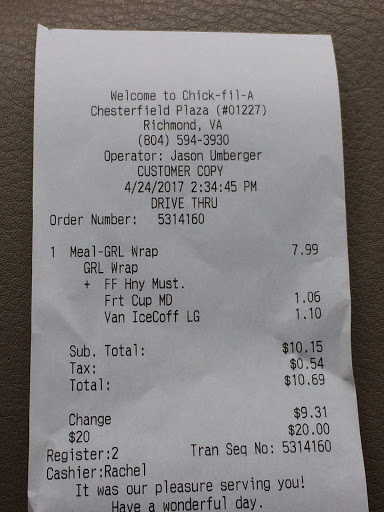 Welcome to Chick-fil-A
Chesterfield Plaza (#01227)
Richmond, VA
(804) 594-3930
Operator: Jason Umberger
CUSTOMER COPY
4/24/2017 2:34:45 PM
DRIVE THRU
Order Number: 5314160
1 Meal-GRL Wrap 7.99
GRL Wrap
+ FF Hny Must.
Frt Cup MD 1.06
Van IceCoff LG 1.10
Sub. Total: $10.15
Tax: $0.54
Total: $10.69
Change $9.31
$20 $20.00
Register:2 Tran Seq No: 5314160
Cashier:Rachel
It was our pleasure serving you!
Have a wonderful day.